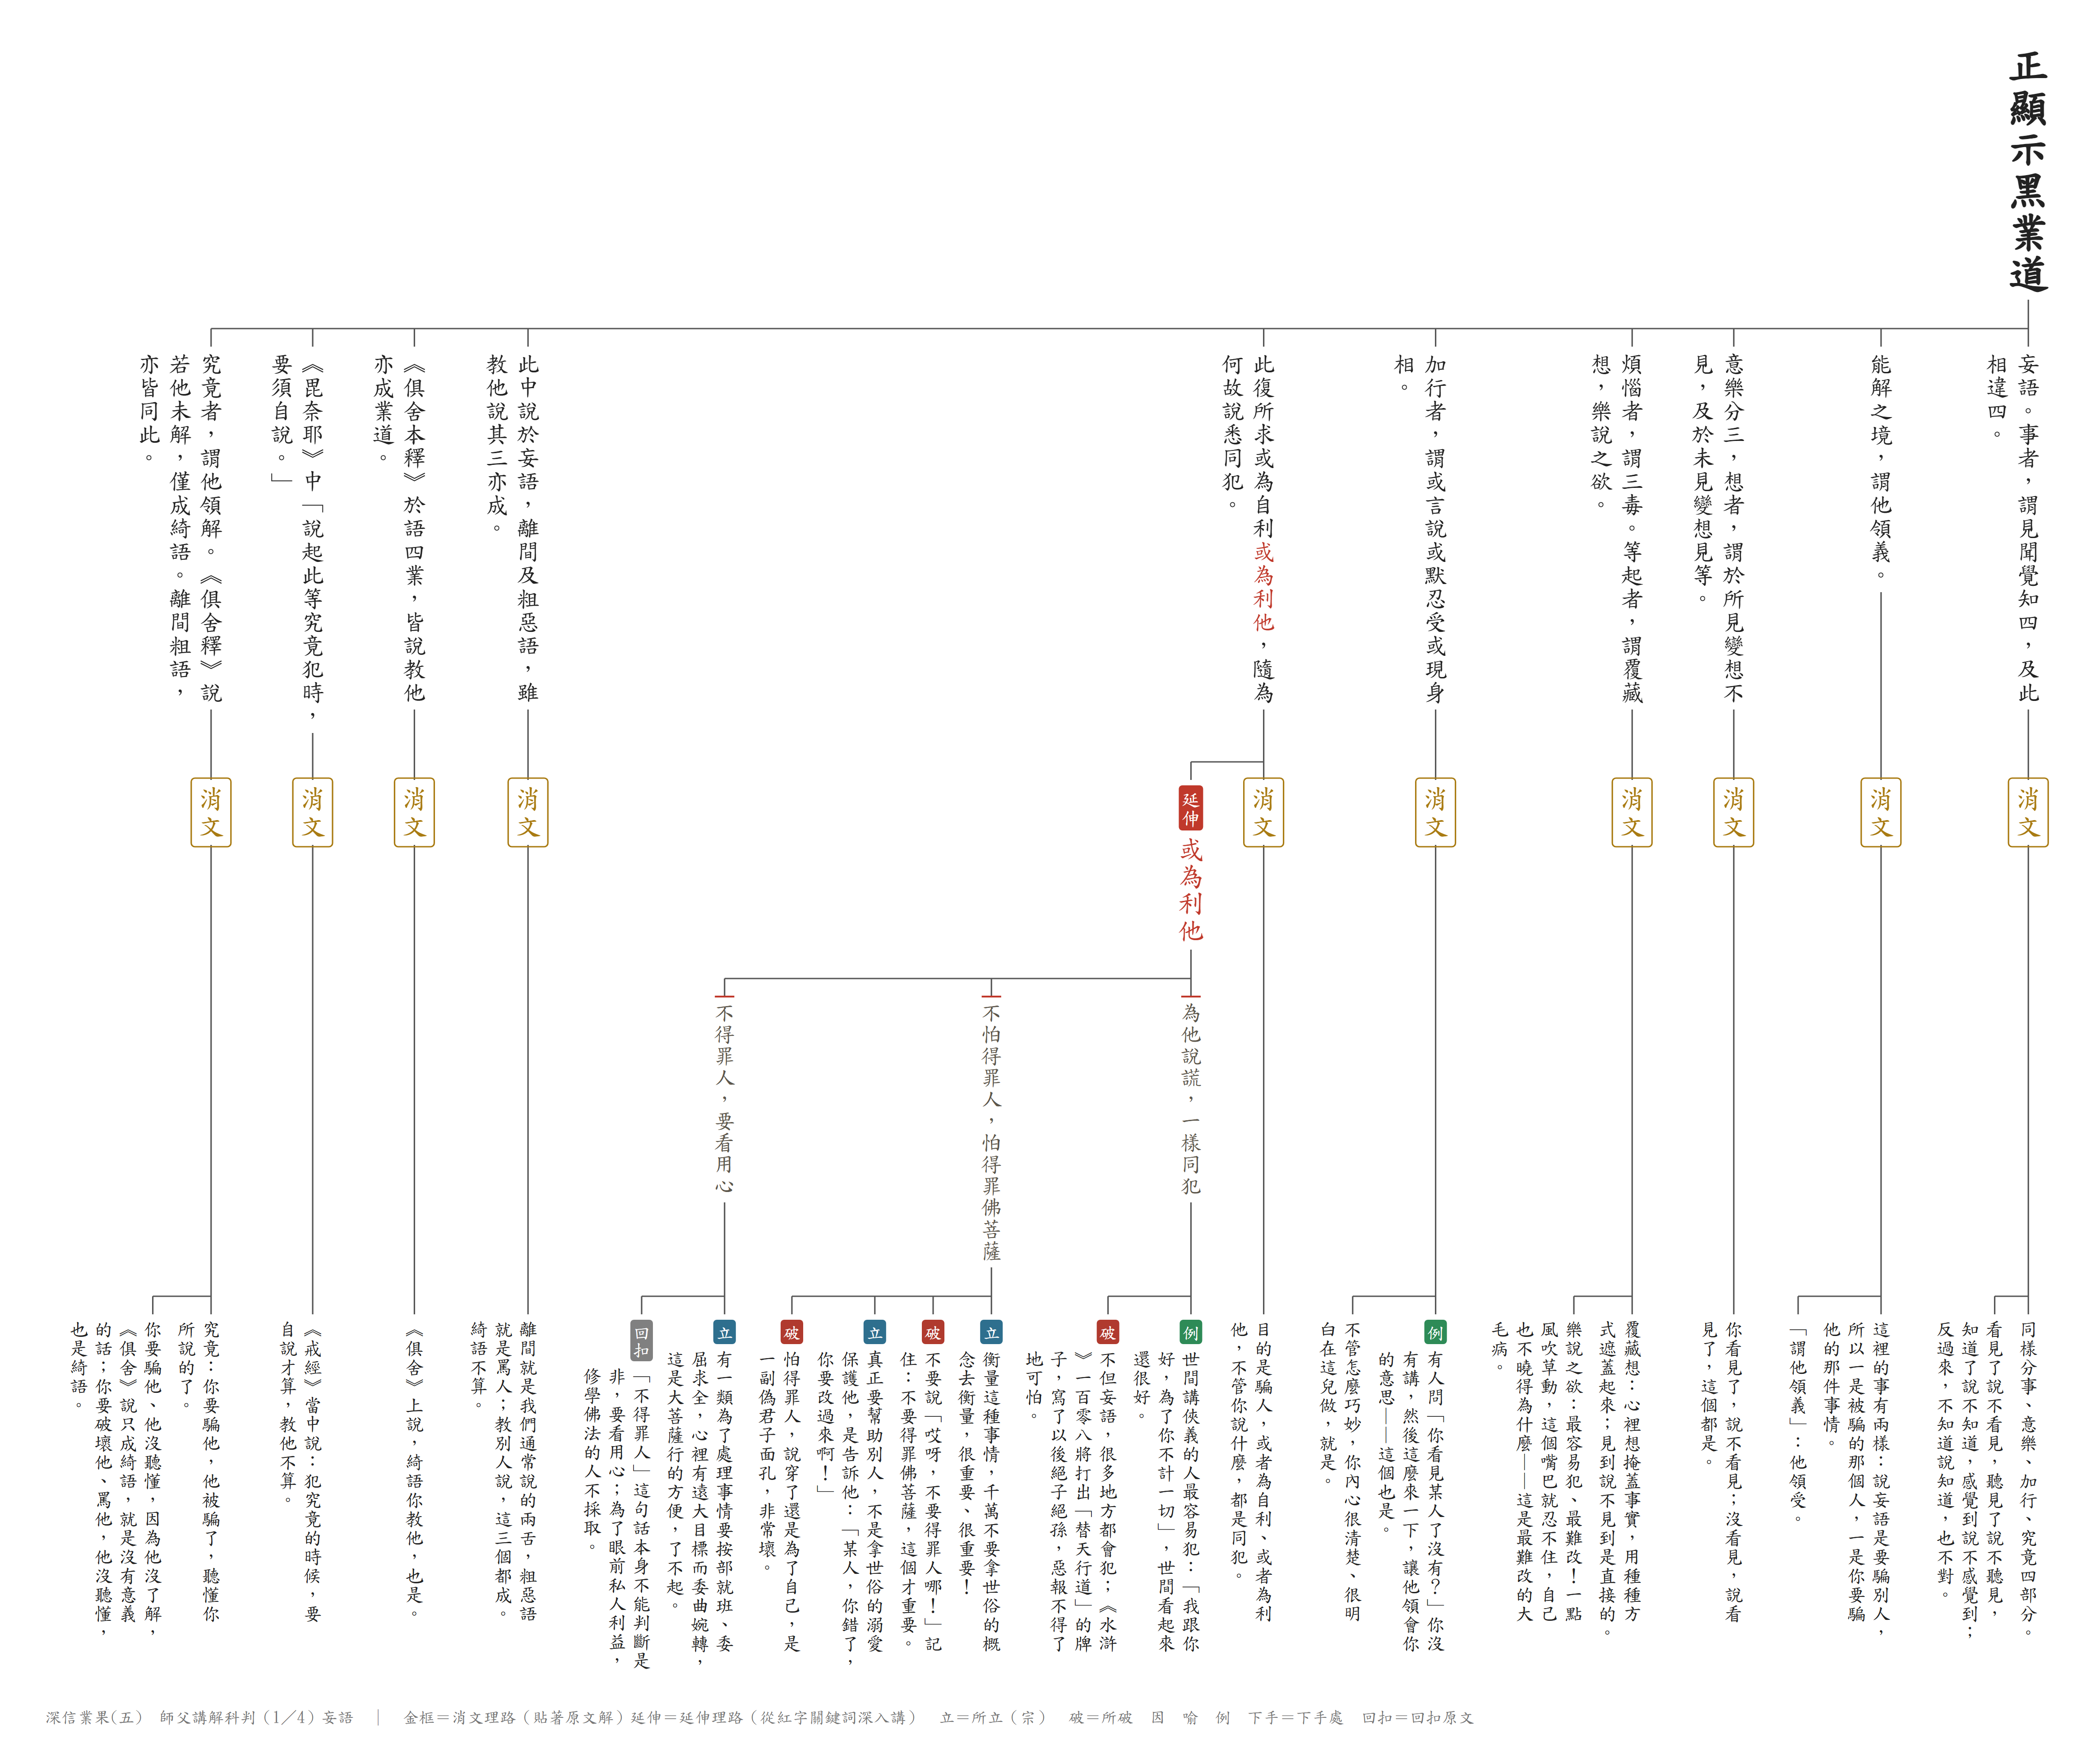 正顯示黑業道
妄語。事者，謂見聞覺知四，及此
相違四。
能解之境，謂他領義。
意樂分三，想者，謂於所見變想不
見，及於未見變想見等。
煩惱者，謂三毒。等起者，謂覆藏
想，樂說之欲。
加行者，謂或言說或默忍受或現身
相。
此復所求或為自利或為利他，隨為
何故說悉同犯。
此中說於妄語，離間及粗惡語，雖
教他說其三亦成。
《俱舍本釋》於語四業，皆說教他
亦成業道。
《毘奈耶》中「說起此等究竟犯時，
要須自說。」
究竟者，謂他領解。《俱舍釋》說
若他未解，僅成綺語。離間粗語，
亦皆同此。
消文
消文
消文
消文
消文
消文
延伸
或為利他
消文
消文
消文
消文
為他說謊，一樣同犯
不怕得罪人，怕得罪佛菩薩
不得罪人，要看用心
同樣分事、意樂、加行、究竟四部分。
看見了說不看見，聽見了說不聽見，
知道了說不知道，感覺到說不感覺到；
反過來，不知道說知道，也不對。
這裡的事有兩樣：說妄語是要騙別人，
所以一是被騙的那個人，一是你要騙
他的那件事情。
「謂他領義」：他領受。
你看見了，說不看見；沒看見，說看
見了，這個都是。
覆藏想：心裡想掩蓋事實，用種種方
式遮蓋起來；見到說不見到是直接的。
樂說之欲：最容易犯、最難改！一點
風吹草動，這個嘴巴就忍不住，自己
也不曉得為什麼——這是最難改的大
毛病。
例
有人問「你看見某人了沒有？」你沒
有講，然後這麼來一下，讓他領會你
的意思——這個也是。
不管怎麼巧妙，你內心很清楚、很明
白在這兒做，就是。
目的是騙人，或者為自利、或者為利
他，不管你說什麼，都是同犯。
例
世間講俠義的人最容易犯：「我跟你
好，為了你不計一切」，世間看起來
還很好。
破
不但妄語，很多地方都會犯；《水滸
》一百零八將打出「替天行道」的牌
子，寫了以後絕子絕孫，惡報不得了
地可怕。
立
衡量這種事情，千萬不要拿世俗的概
念去衡量，很重要、很重要！
破
不要說「哎呀，不要得罪人哪！」記
住：不要得罪佛菩薩，這個才重要。
立
真正要幫助別人，不是拿世俗的溺愛
保護他，是告訴他：「某人，你錯了，
你要改過來啊！」
破
怕得罪人，說穿了還是為了自己，是
一副偽君子面孔，非常壞。
立
有一類為了處理事情要按部就班、委
屈求全，心裡有遠大目標而委曲婉轉，
這是大菩薩行的方便，了不起。
回扣
「不得罪人」這句話本身不能判斷是
非，要看用心；為了眼前私人利益，
修學佛法的人不採取。
離間就是我們通常說的兩舌，粗惡語
就是罵人；教別人說，這三個都成。
綺語不算。
《俱舍》上說，綺語你教他，也是。
《戒經》當中說：犯究竟的時候，要
自說才算，教他不算。
究竟：你要騙他，他被騙了，聽懂你
所說的了。
你要騙他、他沒聽懂，因為他沒了解，
《俱舍》說只成綺語，就是沒有意義
的話；你要破壞他、罵他，他沒聽懂，
也是綺語。
深信業果(五)　師父講解科判（1／4）妄語　｜　金框＝消文理路（貼著原文解）延伸＝延伸理路（從紅字關鍵詞深入講）　立＝所立（宗）　破＝所破　因　喻　例　下手＝下手處　回扣＝回扣原文